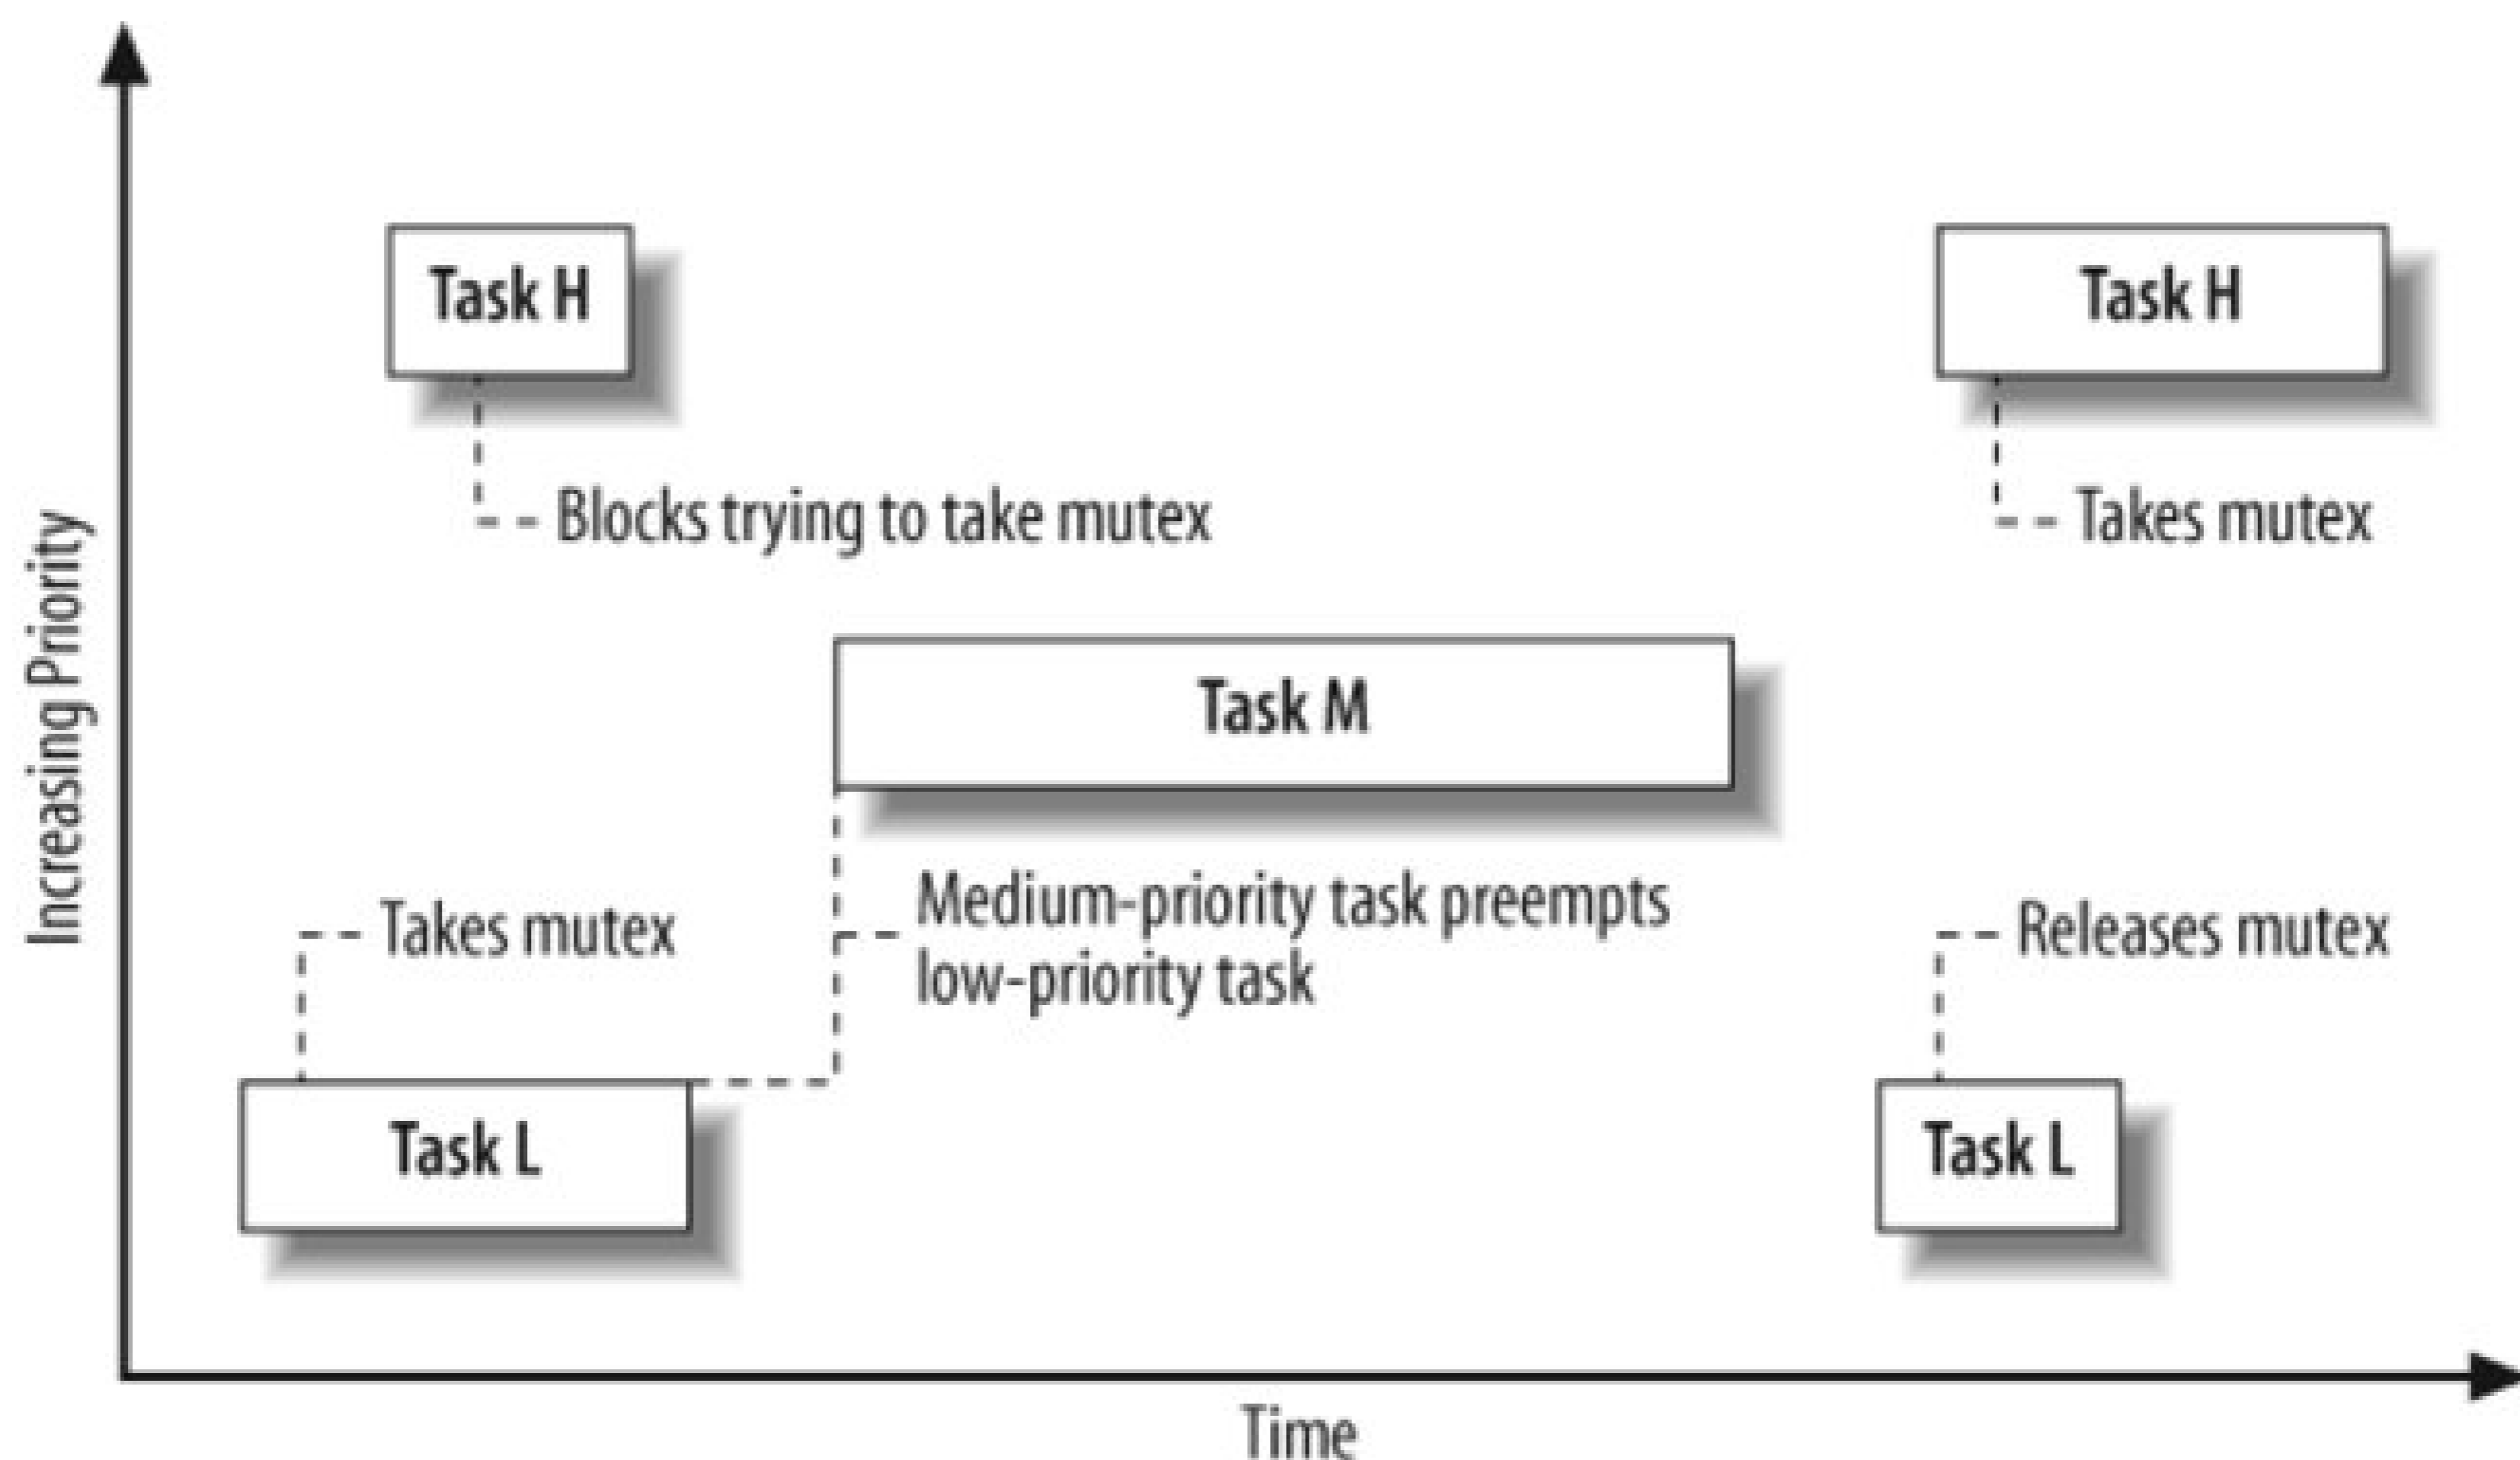 Task H
Task H
Blocks trying to take mutex
Takes mutex
Increasing Priority
Task M
Takes mutex
Medium-priority task preempts
low-priority task
Releases mutex
Task L
Task L
Time